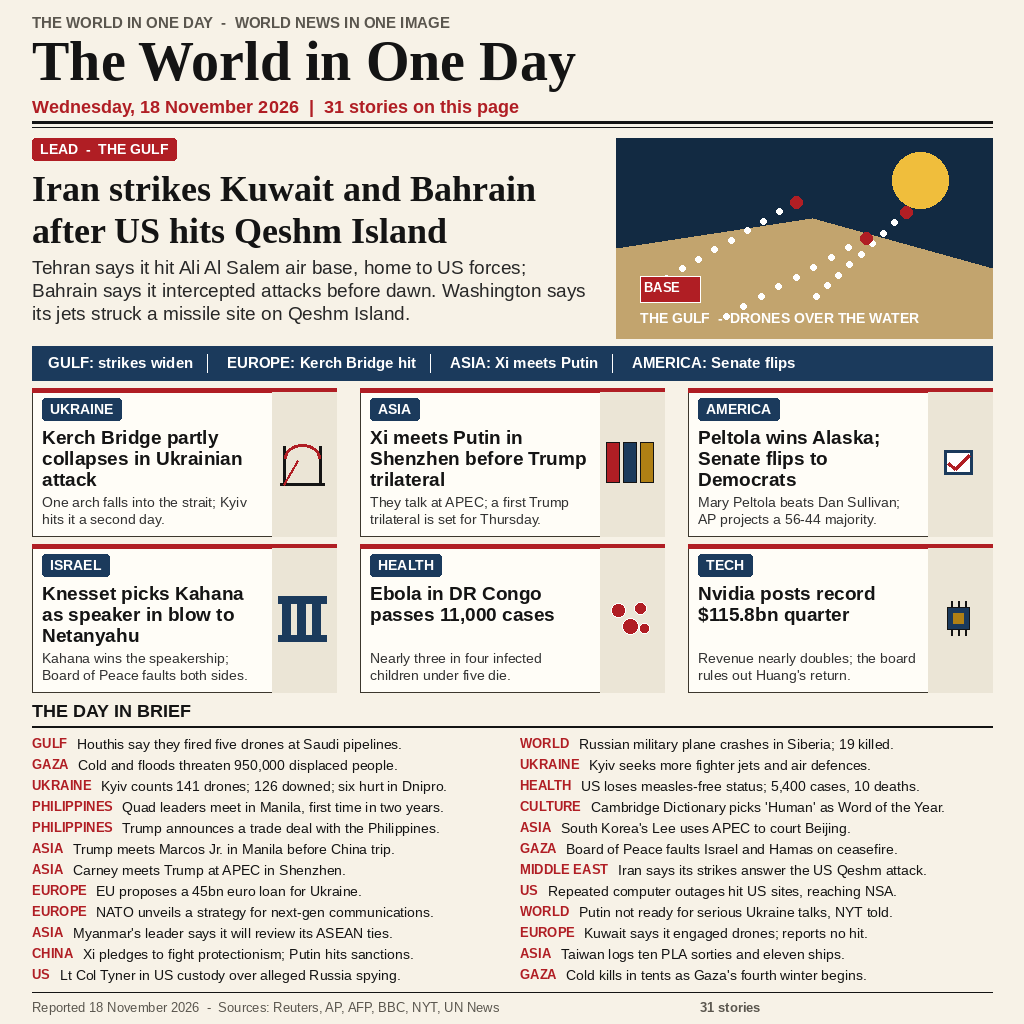 THE WORLD IN ONE DAY - WORLD NEWS IN ONE IMAGE
The World in One Day
Wednesday, 18 November 2026 | 31 stories on this page
LEAD - THE GULF
Iran strikes Kuwait and Bahrain
after US hits Qeshm Island
Tehran says it hit Ali Al Salem air base, home to US forces;
Bahrain says it intercepted attacks before dawn. Washington says
its jets struck a missile site on Qeshm Island.
BASE
THE GULF - DRONES OVER THE WATER
GULF: strikes widen
EUROPE: Kerch Bridge hit
ASIA: Xi meets Putin
AMERICA: Senate flips
UKRAINE
Kerch Bridge partly
collapses in Ukrainian
attack
One arch falls into the strait; Kyiv
hits it a second day.
ASIA
Xi meets Putin in
Shenzhen before Trump
trilateral
They talk at APEC; a first Trump
trilateral is set for Thursday.
AMERICA
Peltola wins Alaska;
Senate flips to
Democrats
Mary Peltola beats Dan Sullivan;
AP projects a 56-44 majority.
ISRAEL
Knesset picks Kahana
as speaker in blow to
Netanyahu
Kahana wins the speakership;
Board of Peace faults both sides.
HEALTH
Ebola in DR Congo
passes 11,000 cases
Nearly three in four infected
children under five die.
TECH
Nvidia posts record
$115.8bn quarter
Revenue nearly doubles; the board
rules out Huang's return.
THE DAY IN BRIEF
GULF Houthis say they fired five drones at Saudi pipelines.
GAZA Cold and floods threaten 950,000 displaced people.
UKRAINE Kyiv counts 141 drones; 126 downed; six hurt in Dnipro.
PHILIPPINES Quad leaders meet in Manila, first time in two years.
PHILIPPINES Trump announces a trade deal with the Philippines.
ASIA Trump meets Marcos Jr. in Manila before China trip.
ASIA Carney meets Trump at APEC in Shenzhen.
EUROPE EU proposes a 45bn euro loan for Ukraine.
EUROPE NATO unveils a strategy for next-gen communications.
ASIA Myanmar's leader says it will review its ASEAN ties.
CHINA Xi pledges to fight protectionism; Putin hits sanctions.
US Lt Col Tyner in US custody over alleged Russia spying.
WORLD Russian military plane crashes in Siberia; 19 killed.
UKRAINE Kyiv seeks more fighter jets and air defences.
HEALTH US loses measles-free status; 5,400 cases, 10 deaths.
CULTURE Cambridge Dictionary picks 'Human' as Word of the Year.
ASIA South Korea's Lee uses APEC to court Beijing.
GAZA Board of Peace faults Israel and Hamas on ceasefire.
MIDDLE EAST Iran says its strikes answer the US Qeshm attack.
US Repeated computer outages hit US sites, reaching NSA.
WORLD Putin not ready for serious Ukraine talks, NYT told.
EUROPE Kuwait says it engaged drones; reports no hit.
ASIA Taiwan logs ten PLA sorties and eleven ships.
GAZA Cold kills in tents as Gaza's fourth winter begins.
Reported 18 November 2026 - Sources: Reuters, AP, AFP, BBC, NYT, UN News
31 stories